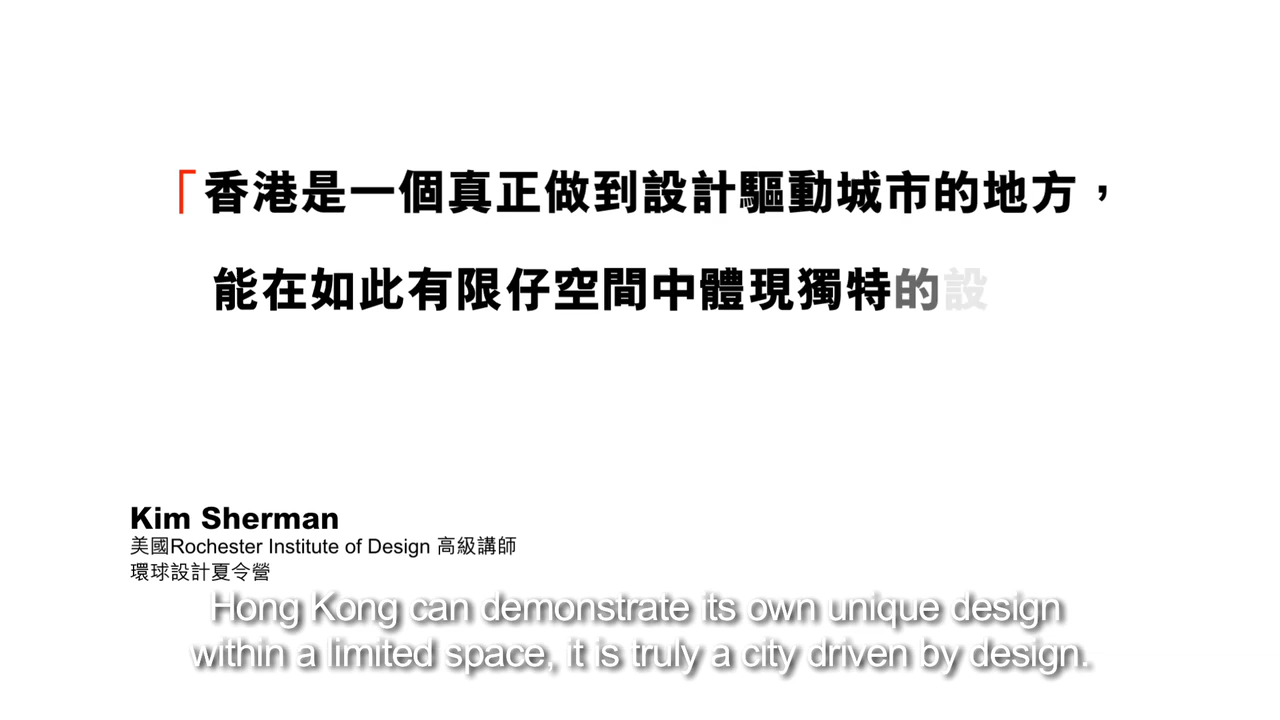 「香港是一個真正做到設計驅動城市的地方，
能在如此有限仔空間中體現獨特的設
Kim Sherman
美國Rochester Institute of Design 高級講師
環球設計夏令營
Hong Kong can demonstrate its own unique design
within a limited space, it is truly a city driven by design.